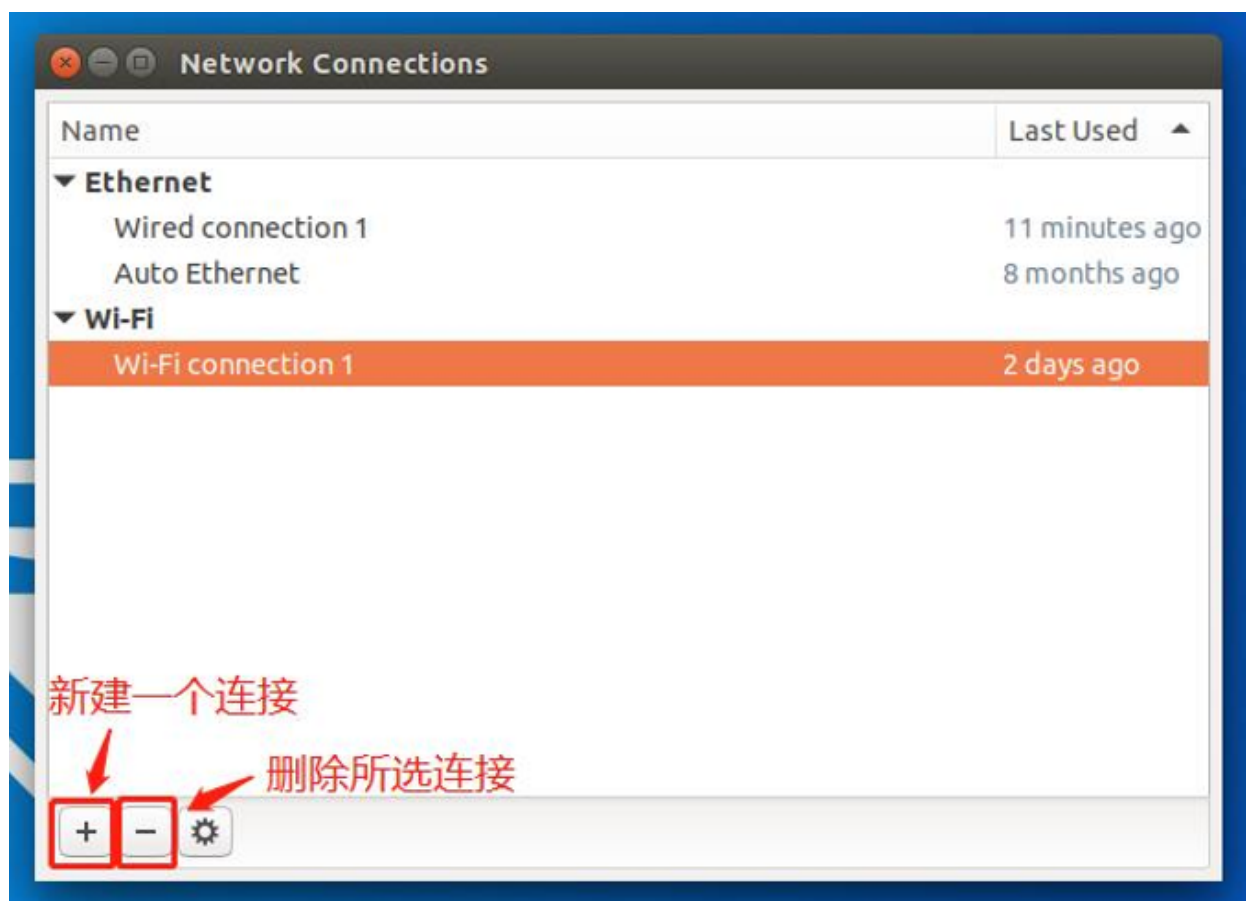 Network Connections
Name Last Used
Ethernet
Wired connection 1 11 minutes ago
Auto Ethernet 8 months ago
Wi-Fi
Wi-Fi connection 1 2 days ago
新建一个连接
删除所选连接